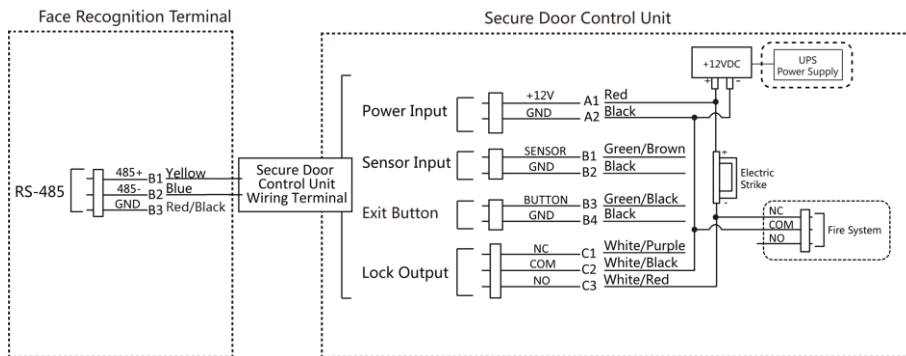 Face Recognition Terminal
Secure Door Control Unit
RS-485
485+ B1 Yellow
485- B2 Blue
GND B3 Red/Black
Secure Door
Control Unit
Wiring Terminal
Power Input
+12V A1 Red
GND A2 Black
Sensor Input
SENSOR B1 Green/Brown
GND B2 Black
Exit Button
BUTTON B3 Green/Black
GND B4 Black
Lock Output
NC C1 White/Purple
COM C2 White/Black
NO C3 White/Red
+12VDC
+ -
UPS
Power Supply
+
Electric
Strike
-
NC
COM
NO
Fire System